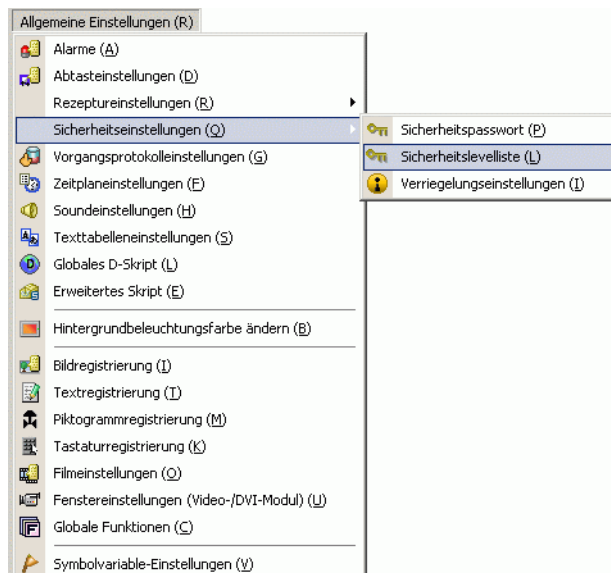 Allgemeine Einstellungen (R)
Alarme (A)
Abtasteinstellungen (D)
Rezeptureinstellungen (R)
Sicherheitseinstellungen (Q)
Sicherheitspasswort (P)
Sicherheitslevelliste (L)
Verriegelungseinstellungen (I)
Vorgangsprotokolleinstellungen (G)
Zeitplaneinstellungen (F)
Soundeinstellungen (H)
Texttabelleneinstellungen (S)
Globales D-Skript (L)
Erweitertes Skript (E)
Hintergrundbeleuchtungsfarbe ändern (B)
Bildregistrierung (I)
Textregistrierung (T)
Piktogrammregistrierung (M)
Tastaturregistrierung (K)
Filmeinstellungen (O)
Fenstereinstellungen (Video-/DVI-Modul) (U)
Globale Funktionen (C)
Symbolvariable-Einstellungen (V)